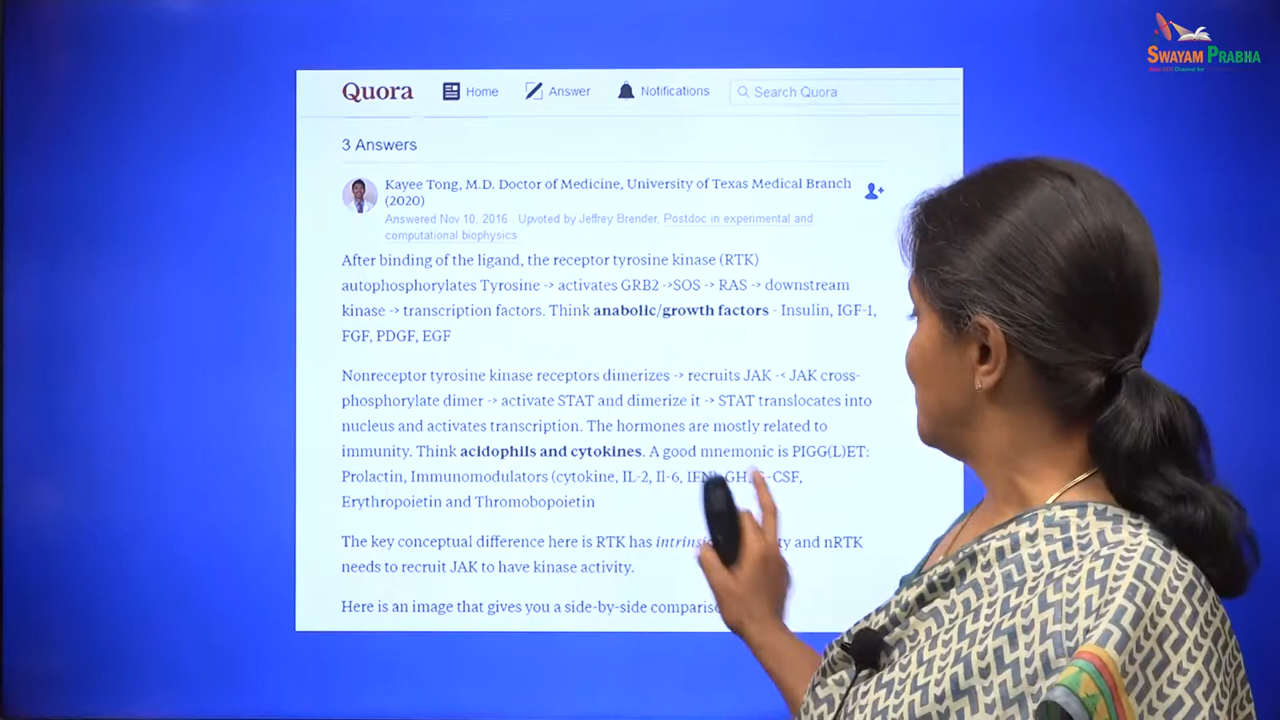 SWAYAM PRABHA
Quora Home Answer Notifications Search Quora
3 Answers
Kayee Tong, M.D. Doctor of Medicine, University of Texas Medical Branch
(2020)
Answered Nov 10, 2016 · Upvoted by Jeffrey Brender, Postdoc in experimental and
computational biophysics
After binding of the ligand, the receptor tyrosine kinase (RTK)
autophosphorylates Tyrosine -> activates GRB2 ->SOS -> RAS -> downstream
kinase -> transcription factors. Think anabolic/growth factors - Insulin, IGF-1,
FGF, PDGF, EGF
Nonreceptor tyrosine kinase receptors dimerizes -> recruits JAK -< JAK cross-
phosphorylate dimer -> activate STAT and dimerize it -> STAT translocates into
nucleus and activates transcription. The hormones are mostly related to
immunity. Think acidophils and cytokines. A good mnemonic is PIGG(L)ET:
Prolactin, Immunomodulators (cytokine, IL-2, Il-6, IFN), GH, G-CSF,
Erythropoietin and Thrombopoietin
The key conceptual difference here is RTK has and nRTK
needs to recruit JAK to have kinase activity.
Here is an image that gives you a side-by-side